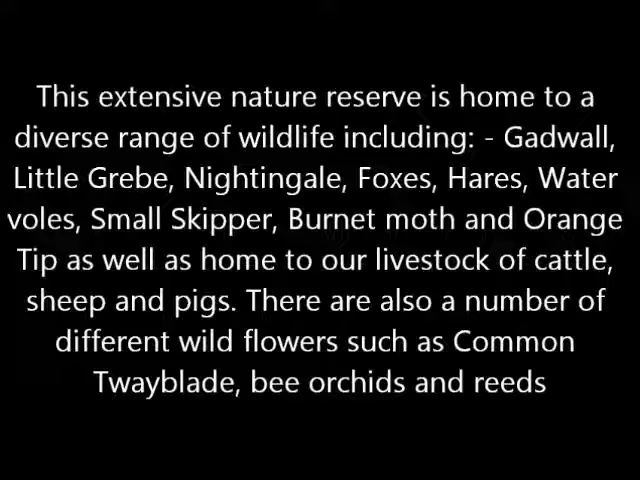 This extensive nature reserve is home to a
diverse range of wildlife including: - Gadwall,
Little Grebe, Nightingale, Foxes, Hares, Water
voles, Small Skipper, Burnet moth and Orange
Tip as well as home to our livestock of cattle,
sheep and pigs. There are also a number of
different wild flowers such as Common
Twayblade, bee orchids and reeds